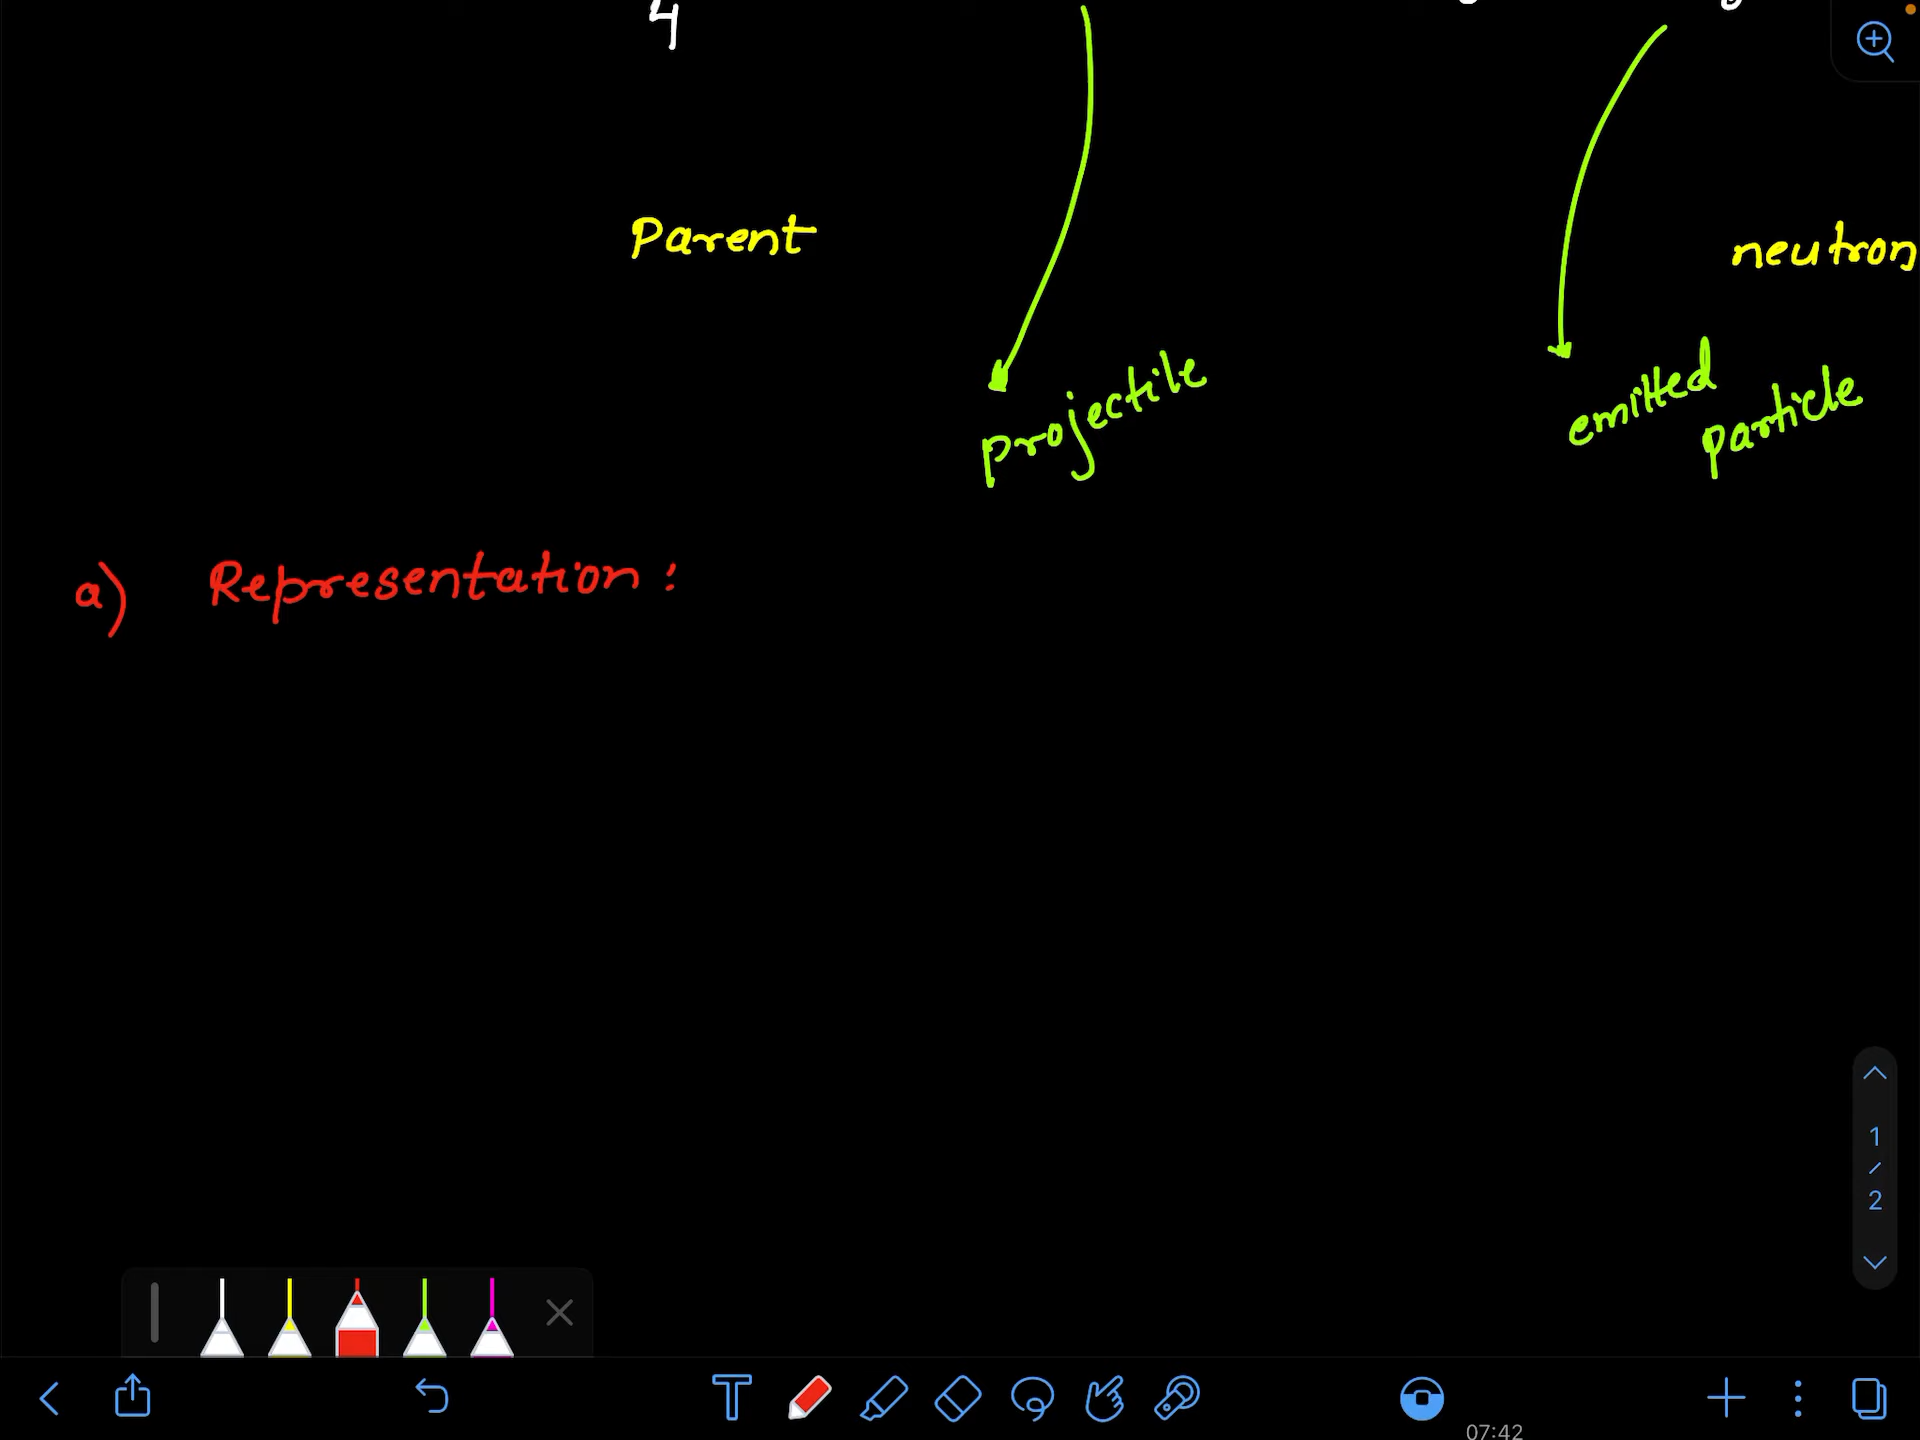 4
Parent
neutron
projectile
emitted
particle
a) Representation :
1
/
2
T
07:42